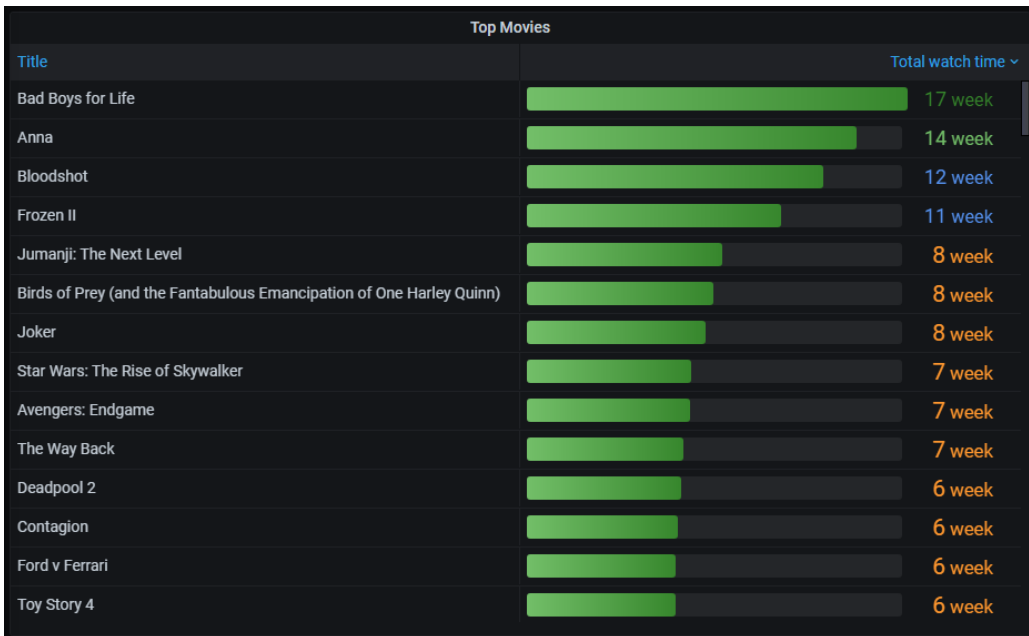 Top Movies
Title Total watch time
Bad Boys for Life 17 week
Anna 14 week
Bloodshot 12 week
Frozen II 11 week
Jumanji: The Next Level 8 week
Birds of Prey (and the Fantabulous Emancipation of One Harley Quinn) 8 week
Joker 8 week
Star Wars: The Rise of Skywalker 7 week
Avengers: Endgame 7 week
The Way Back 7 week
Deadpool 2 6 week
Contagion 6 week
Ford v Ferrari 6 week
Toy Story 4 6 week